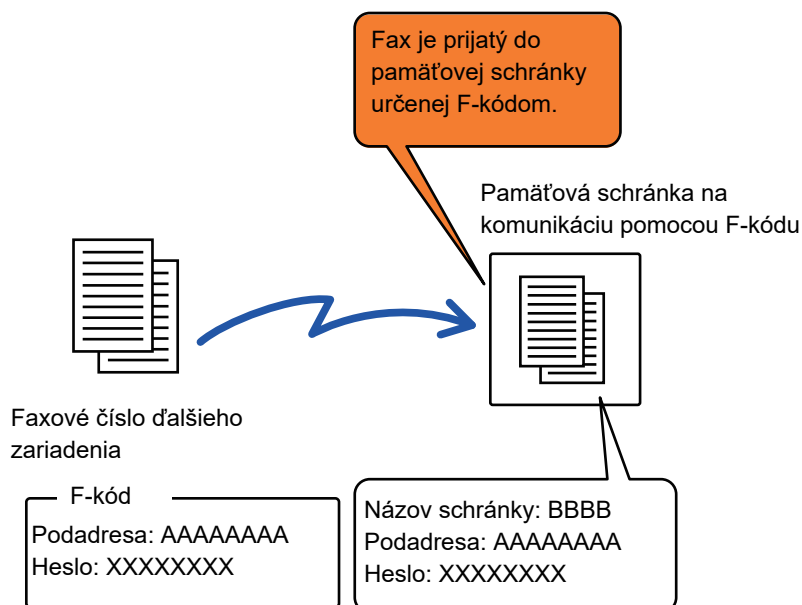 Fax je prijatý do
pamäťovej schránky
určenej F-kódom.
Pamäťová schránka na
komunikáciu pomocou F-kódu
Faxové číslo ďalšieho
zariadenia
F-kód
Podadresa: AAAAAAAA
Heslo: XXXXXXXX
Názov schránky: BBBB
Podadresa: AAAAAAAA
Heslo: XXXXXXXX